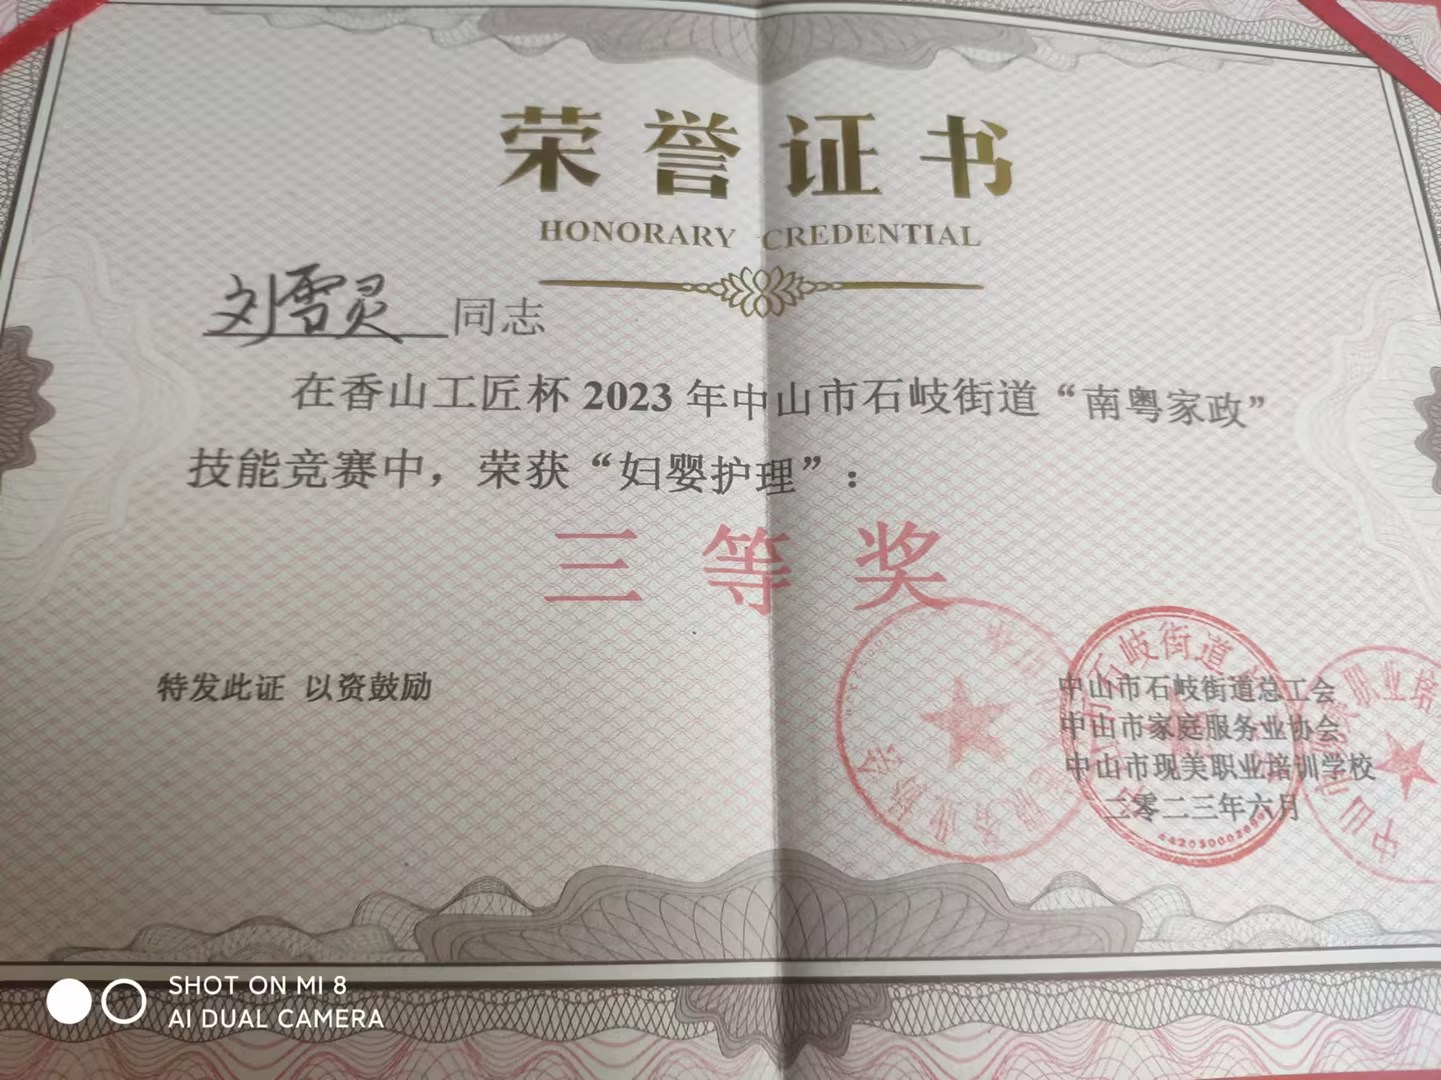 荣誉证书
HONORARY CREDENTIAL
刘雪灵同志
在香山工匠杯 2023 年中山市石岐街道“南粤家政”
技能竞赛中，荣获“妇婴护理”：
三等奖
特发此证 以资鼓励
中山市石岐街道总工会
中山市家庭服务业协会
中山市现美职业培训学校
二零二三年六月
SHOT ON MI 8
AI DUAL CAMERA